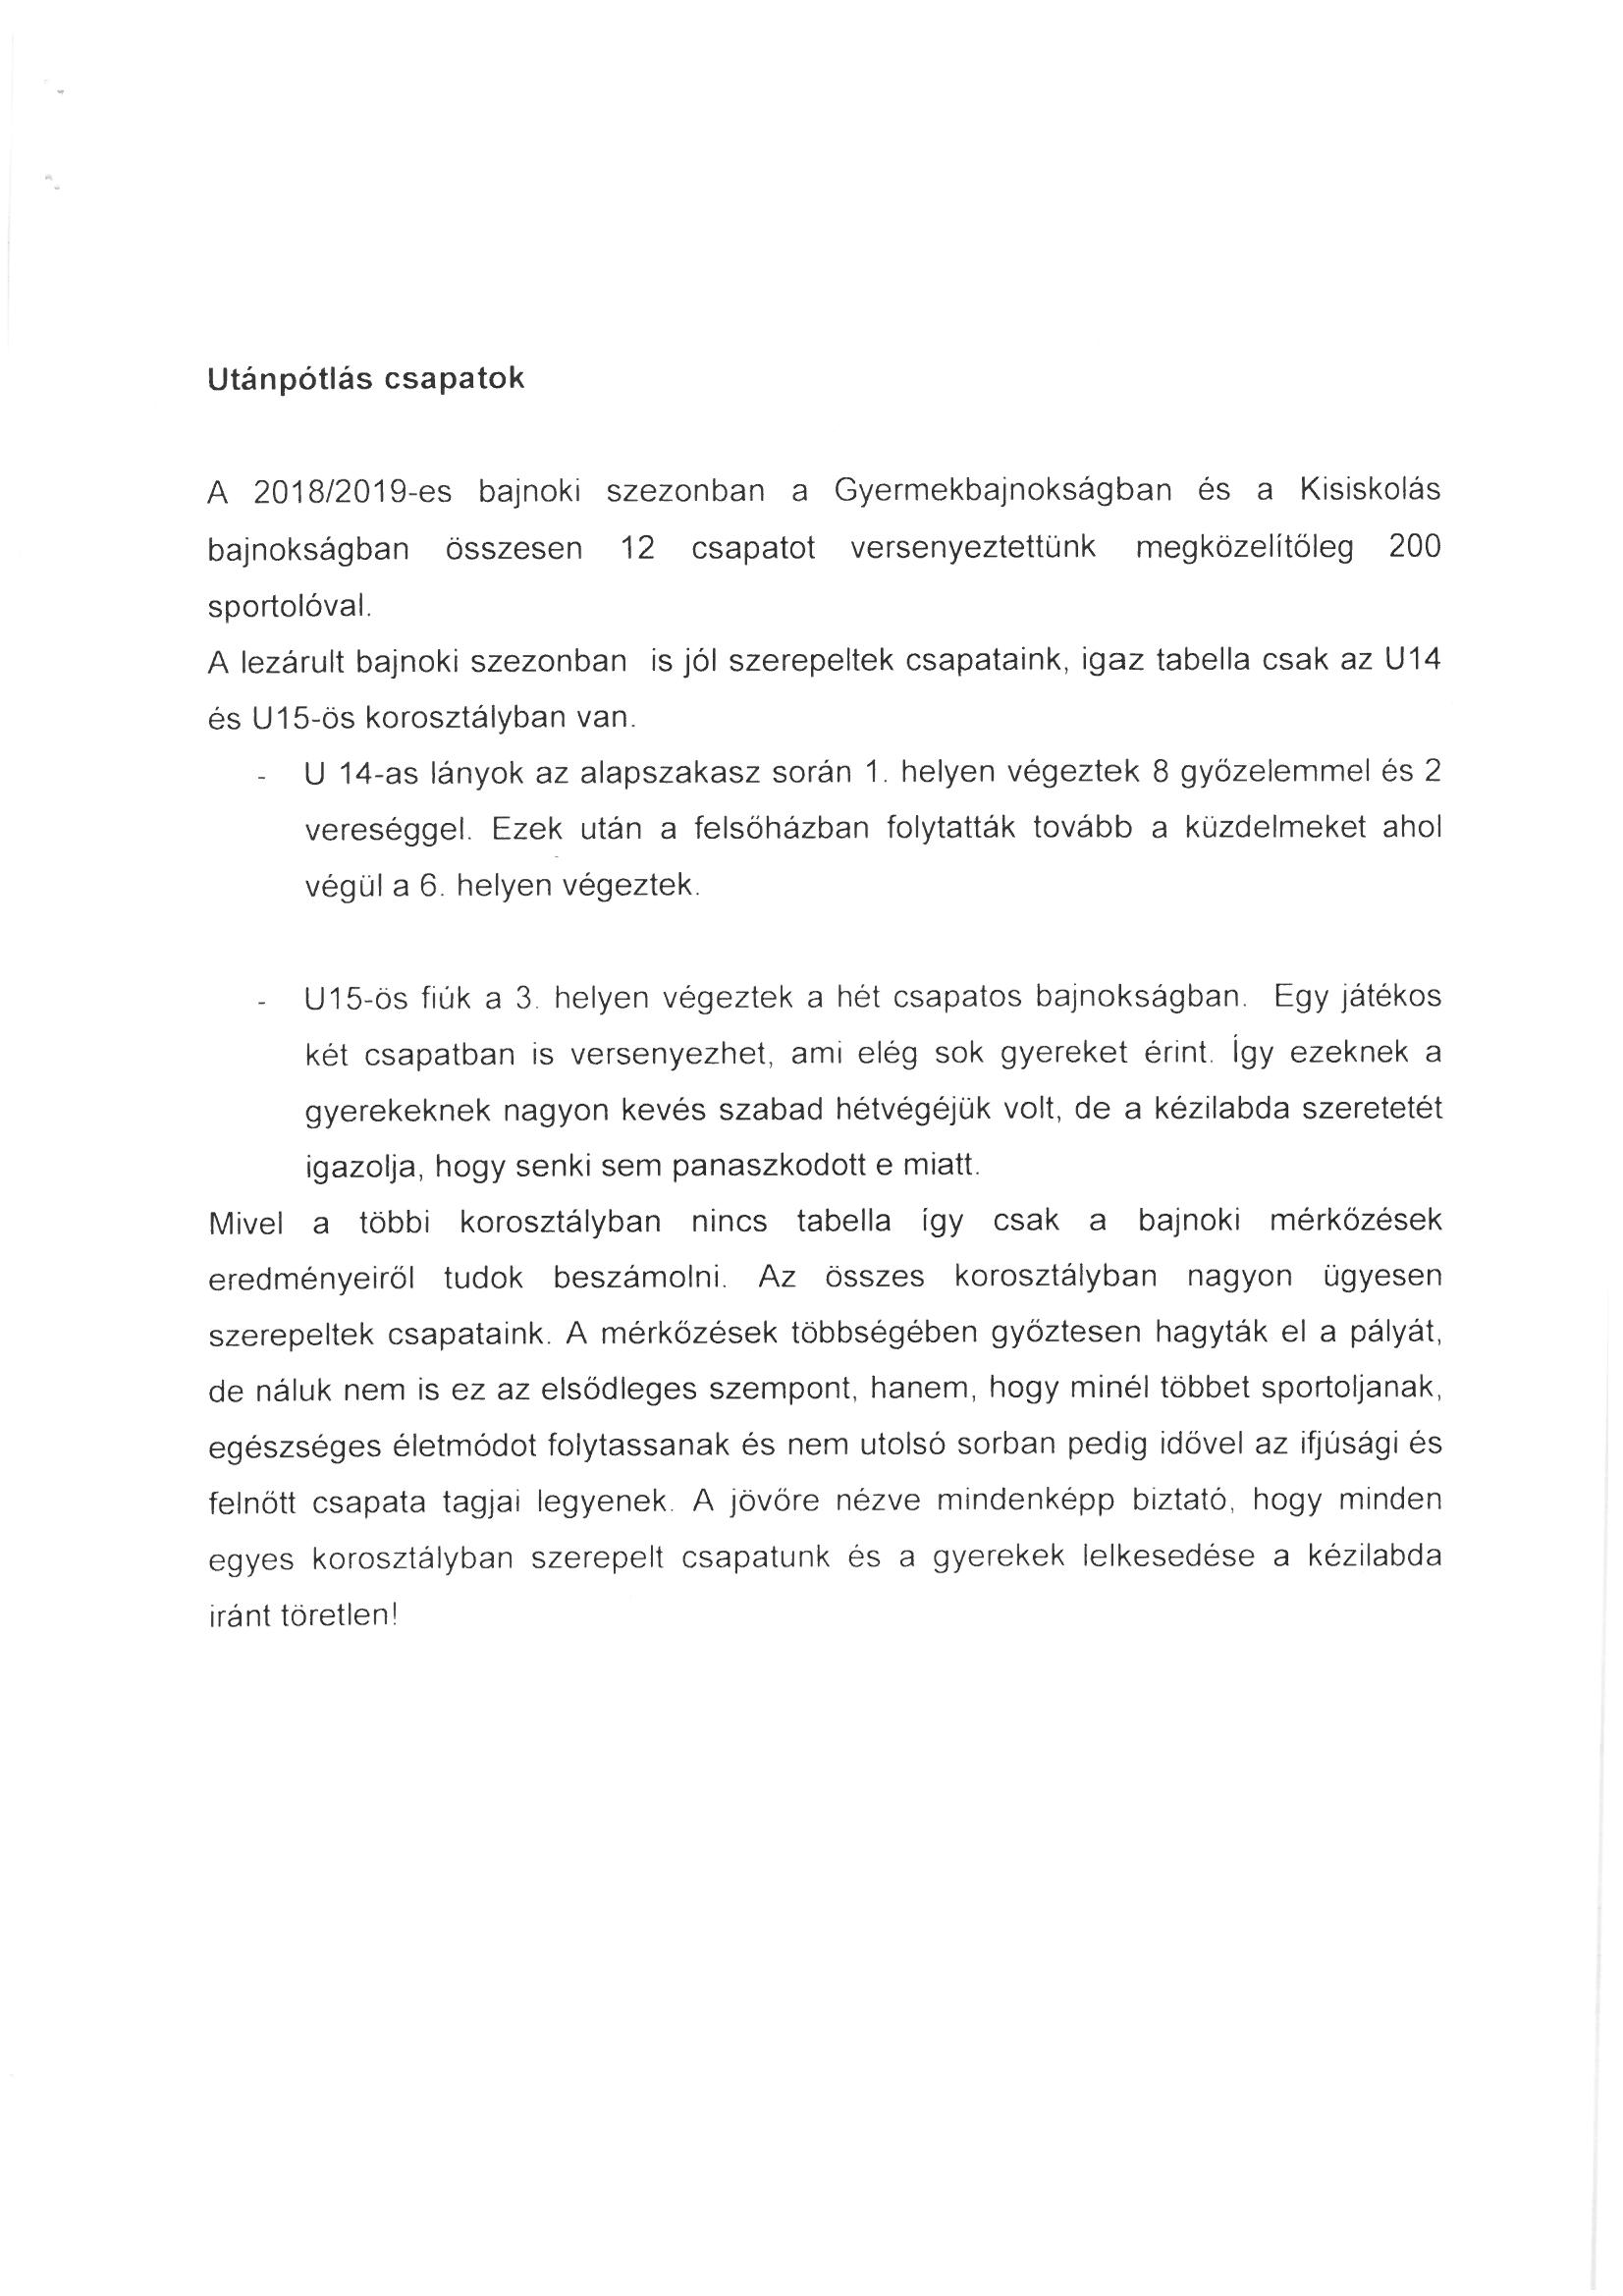 Utánpótlás csapatok
A 2018/2019-es bajnoki szezonban a Gyermekbajnokságban és a Kisiskolás
bajnokságban összesen 12 csapatot versenyeztettünk megközelítőleg 200
sportolóval.
A lezárult bajnoki szezonban is jól szerepeltek csapataink, igaz tabella csak az U14
és U15-ös korosztályban van.
- U 14-as lányok az alapszakasz során 1. helyen végeztek 8 győzelemmel és 2
vereséggel. Ezek után a felsőházban folytatták tovább a küzdelmeket ahol
végül a 6. helyen végeztek.
- U15-ös fiúk a 3. helyen végeztek a hét csapatos bajnokságban. Egy játékos
két csapatban is versenyezhet, ami elég sok gyereket érint. Így ezeknek a
gyerekeknek nagyon kevés szabad hétvégéjük volt, de a kézilabda szeretetét
igazolja, hogy senki sem panaszkodott e miatt.
Mivel a többi korosztályban nincs tabella így csak a bajnoki mérkőzések
eredményeiről tudok beszámolni. Az összes korosztályban nagyon ügyesen
szerepeltek csapataink. A mérkőzések többségében győztesen hagyták el a pályát,
de náluk nem is ez az elsődleges szempont, hanem, hogy minél többet sportoljanak,
egészséges életmódot folytassanak és nem utolsó sorban pedig idővel az ifjúsági és
felnőtt csapata tagjai legyenek. A jövőre nézve mindenképp biztató, hogy minden
egyes korosztályban szerepelt csapatunk és a gyerekek lelkesedése a kézilabda
iránt töretlen!